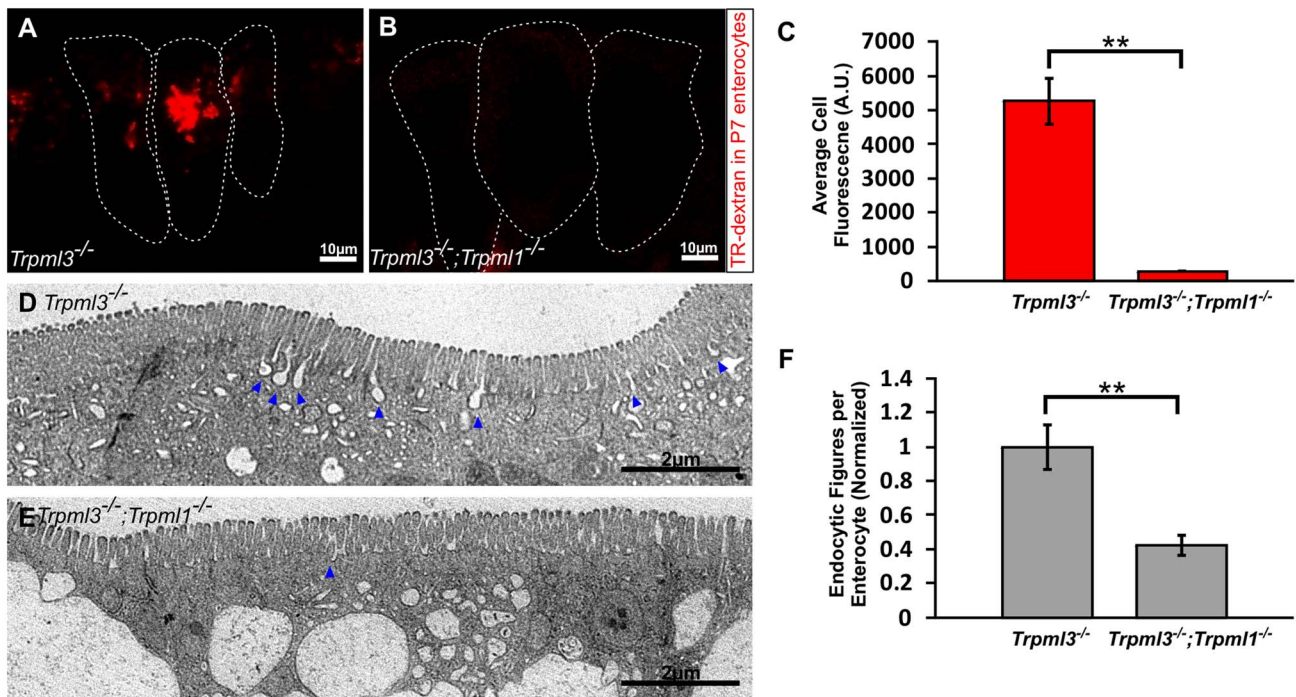 A
B
Trpml3-/-
10µm
Trpml3-/-;Trpml1-/-
10µm
TR-dextran in P7 enterocytes
C
7000
6000
5000
4000
3000
2000
1000
0
Average Cell
Fluorescecne (A.U.)
**
Trpml3-/-
Trpml3-/-;Trpml1-/-
D Trpml3-/-
2µm
E Trpml3-/-;Trpml1-/-
2µm
F
1.4
1.2
1
0.8
0.6
0.4
0.2
0
Endocytic Figures per
Enterocyte (Normalized)
**
Trpml3-/-
Trpml3-/-;Trpml1-/-